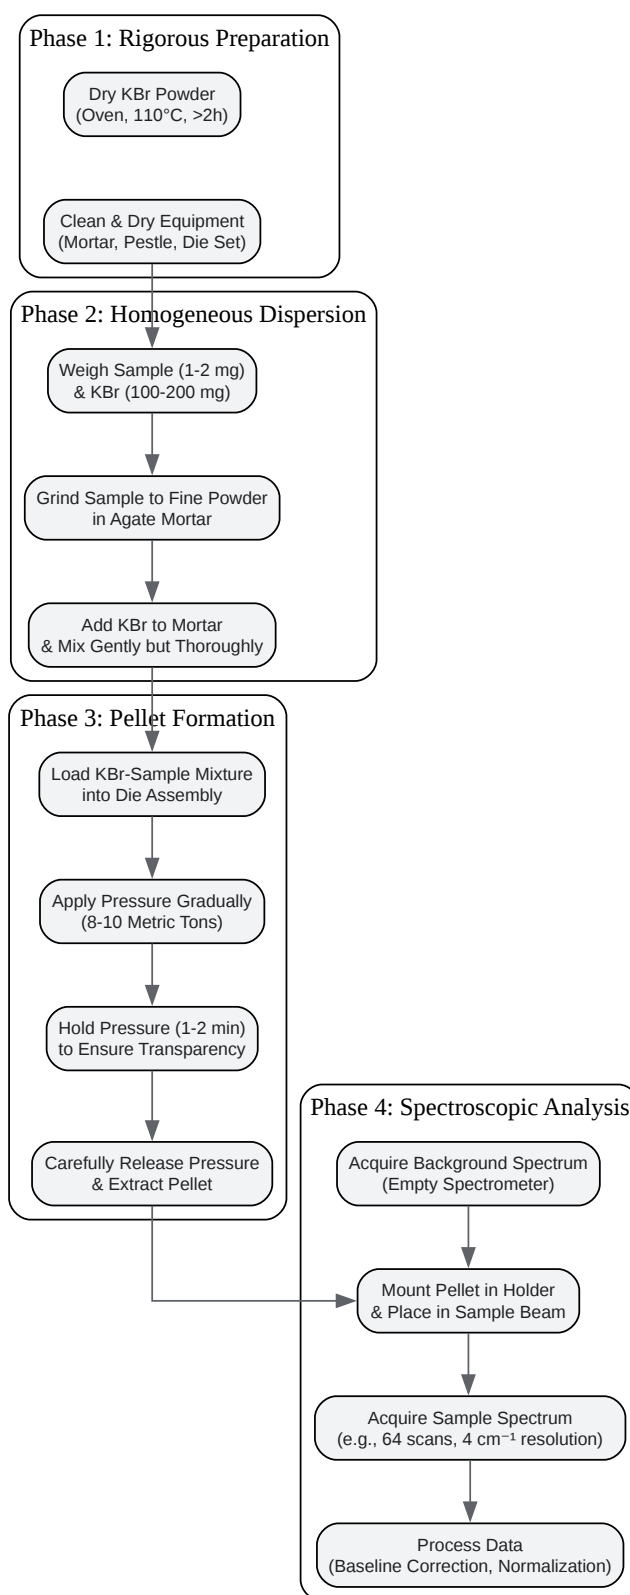 Phase 1: Rigorous Preparation
Dry KBr Powder
(Oven, 110°C, >2h)
Clean & Dry Equipment
(Mortar, Pestle, Die Set)
Phase 2: Homogeneous Dispersion
Weigh Sample (1-2 mg)
& KBr (100-200 mg)
Grind Sample to Fine Powder
in Agate Mortar
Add KBr to Mortar
& Mix Gently but Thoroughly
Phase 3: Pellet Formation
Load KBr-Sample Mixture
into Die Assembly
Apply Pressure Gradually
(8-10 Metric Tons)
Hold Pressure (1-2 min)
to Ensure Transparency
Carefully Release Pressure
& Extract Pellet
Phase 4: Spectroscopic Analysis
Acquire Background Spectrum
(Empty Spectrometer)
Mount Pellet in Holder
& Place in Sample Beam
Acquire Sample Spectrum
(e.g., 64 scans, 4 cm⁻¹ resolution)
Process Data
(Baseline Correction, Normalization)